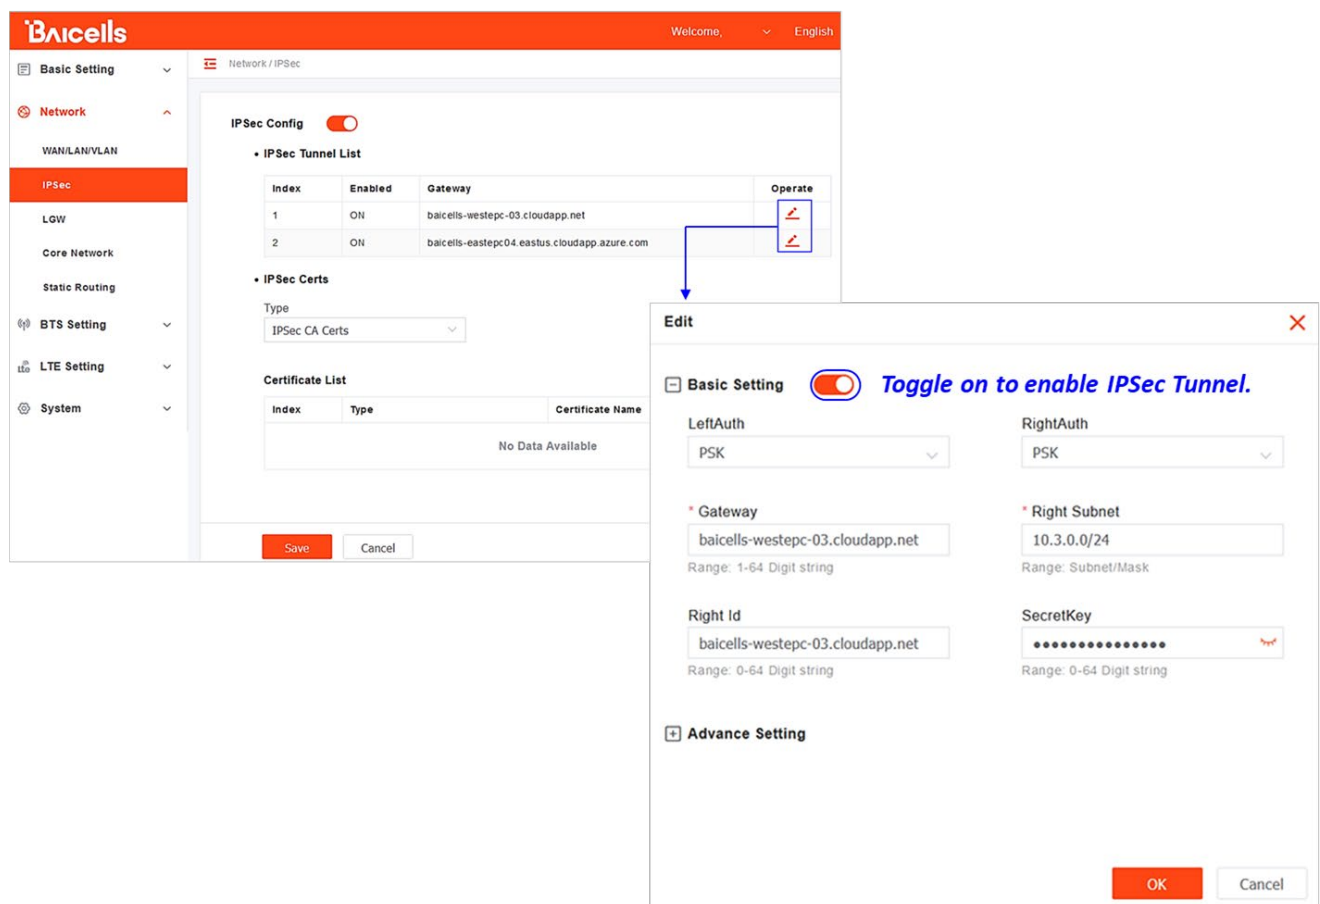 Baicells
Welcome,
English
Basic Setting
Network / IPSec
Network
WAN/LAN/VLAN
IPSec
LGW
Core Network
Static Routing
BTS Setting
LTE Setting
System
IPSec Config
• IPSec Tunnel List
Index Enabled Gateway Operate
1 ON baicells-westepc-03.cloudapp.net
2 ON baicells-eastepc04.eastus.cloudapp.azure.com
• IPSec Certs
Type
IPSec CA Certs
Certificate List
Index Type Certificate Name
No Data Available
Save Cancel
Edit
Basic Setting Toggle on to enable IPSec Tunnel.
LeftAuth RightAuth
PSK PSK
* Gateway * Right Subnet
baicells-westepc-03.cloudapp.net 10.3.0.0/24
Range: 1-64 Digit string Range: Subnet/Mask
Right Id SecretKey
baicells-westepc-03.cloudapp.net •••••••••••••••
Range: 0-64 Digit string Range: 0-64 Digit string
Advance Setting
OK Cancel